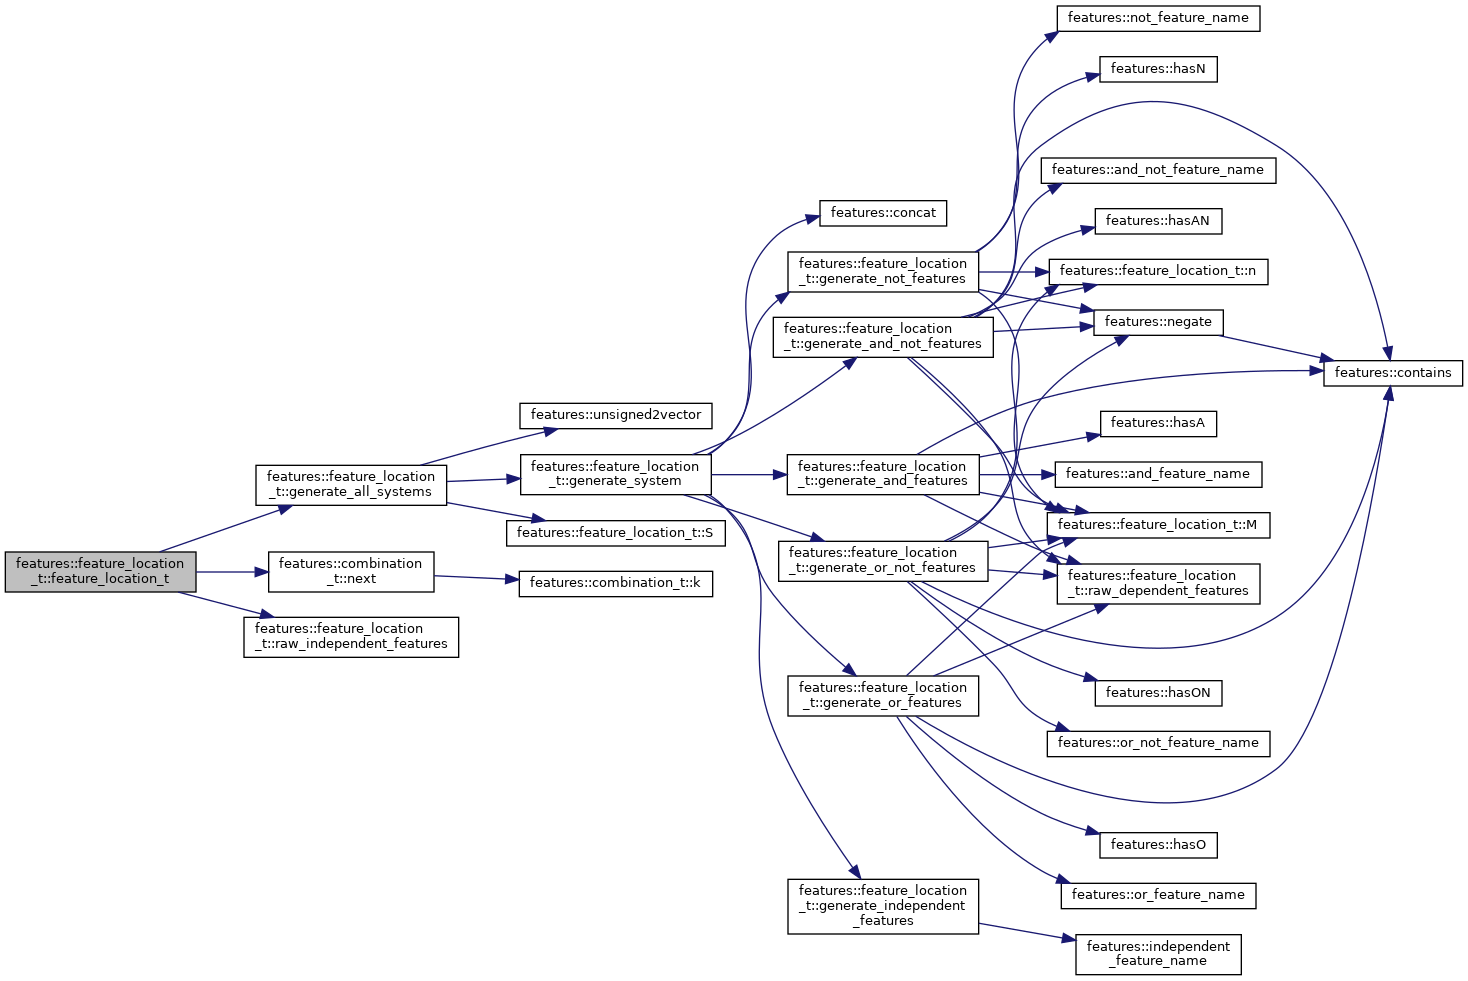 features::not_feature_name
features::hasN
features::and_not_feature_name
features::concat
features::hasAN
features::feature_location
_t::generate_not_features
features::feature_location_t::n
features::feature_location
_t::generate_and_not_features
features::negate
features::contains
features::unsigned2vector
features::hasA
features::feature_location
_t::generate_all_systems
features::feature_location
_t::generate_system
features::feature_location
_t::generate_and_features
features::and_feature_name
features::feature_location_t::S
features::feature_location_t::M
features::feature_location
_t::feature_location_t
features::combination
_t::next
features::combination_t::k
features::feature_location
_t::generate_or_not_features
features::feature_location
_t::raw_dependent_features
features::feature_location
_t::raw_independent_features
features::feature_location
_t::generate_or_features
features::hasON
features::or_not_feature_name
features::hasO
features::or_feature_name
features::feature_location
_t::generate_independent
_features
features::independent
_feature_name